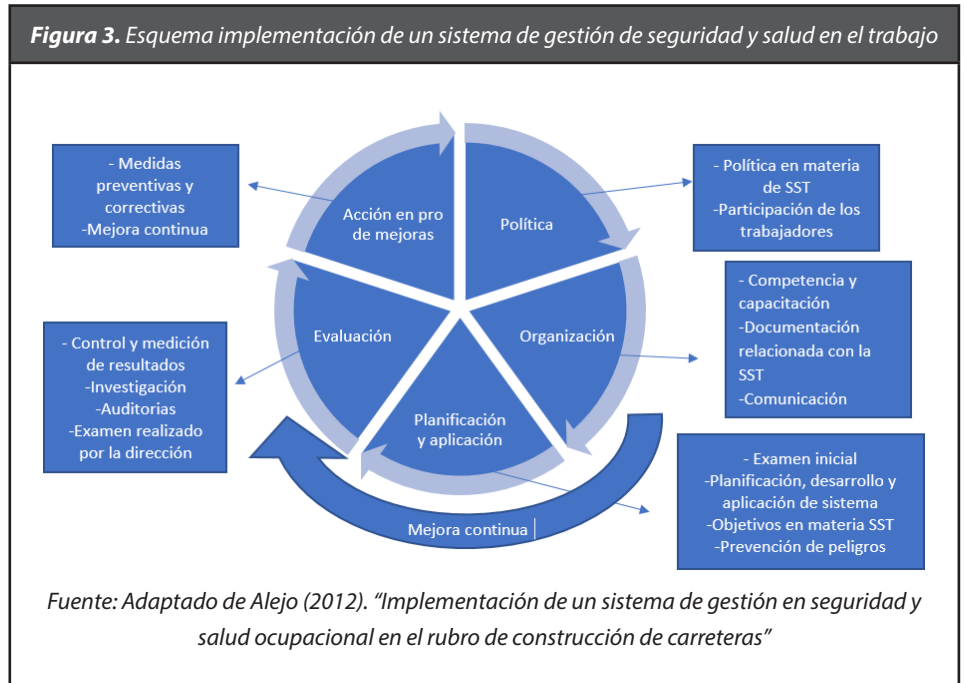 Figura 3. Esquema implementación de un sistema de gestión de seguridad y salud en el trabajo
- Medidas
preventivas y
correctivas
-Mejora continua
Acción en pro
de mejoras
Política
- Política en materia
de SST
-Participación de los
trabajadores
- Control y medición
de resultados
-Investigación
-Auditorias
-Examen realizado
por la dirección
Evaluación
Organización
- Competencia y
capacitación
-Documentación
relacionada con la
SST
-Comunicación
Planificación
y aplicación
- Examen inicial
-Planificación, desarrollo y
aplicación de sistema
-Objetivos en materia SST
-Prevención de peligros
Mejora continua
Fuente: Adaptado de Alejo (2012). “Implementación de un sistema de gestión en seguridad y
salud ocupacional en el rubro de construcción de carreteras”